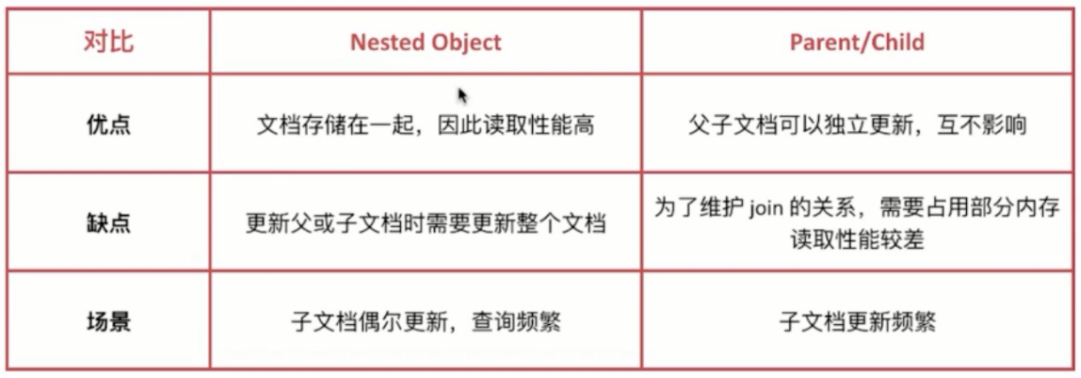 对比
Nested Object
Parent/Child
优点
文档存储在一起，因此读取性能高
父子文档可以独立更新，互不影响
缺点
更新父或子文档时需要更新整个文档
为了维护 join 的关系，需要占用部分内存
读取性能较差
场景
子文档偶尔更新，查询频繁
子文档更新频繁